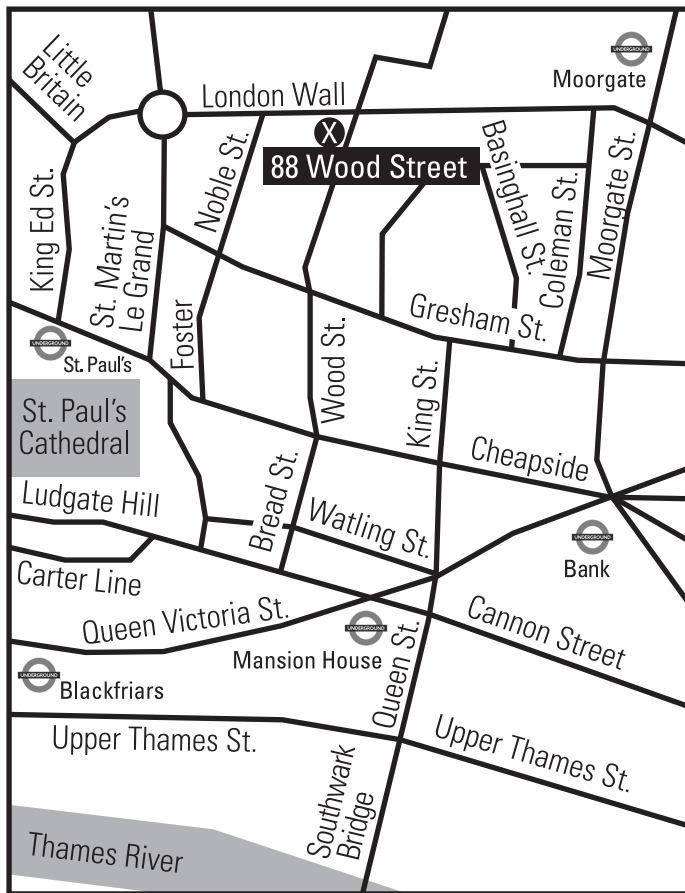 Little
Britain
London Wall
UNDERGROUND
Moorgate
X
88 Wood Street
King Ed St.
St. Martin's
Le Grand
Noble St.
Basinghall St.
Coleman St.
Moorgate St.
UNDERGROUND
St. Paul's
Foster
Wood St.
Gresham St.
King St.
St. Paul's
Cathedral
Cheapside
Ludgate Hill
Bread St.
Watling St.
UNDERGROUND
Bank
Carter Line
Queen Victoria St.
UNDERGROUND
Mansion House
Queen St.
Cannon Street
UNDERGROUND
Blackfriars
Upper Thames St.
Upper Thames St.
Southwark
Bridge
Thames River